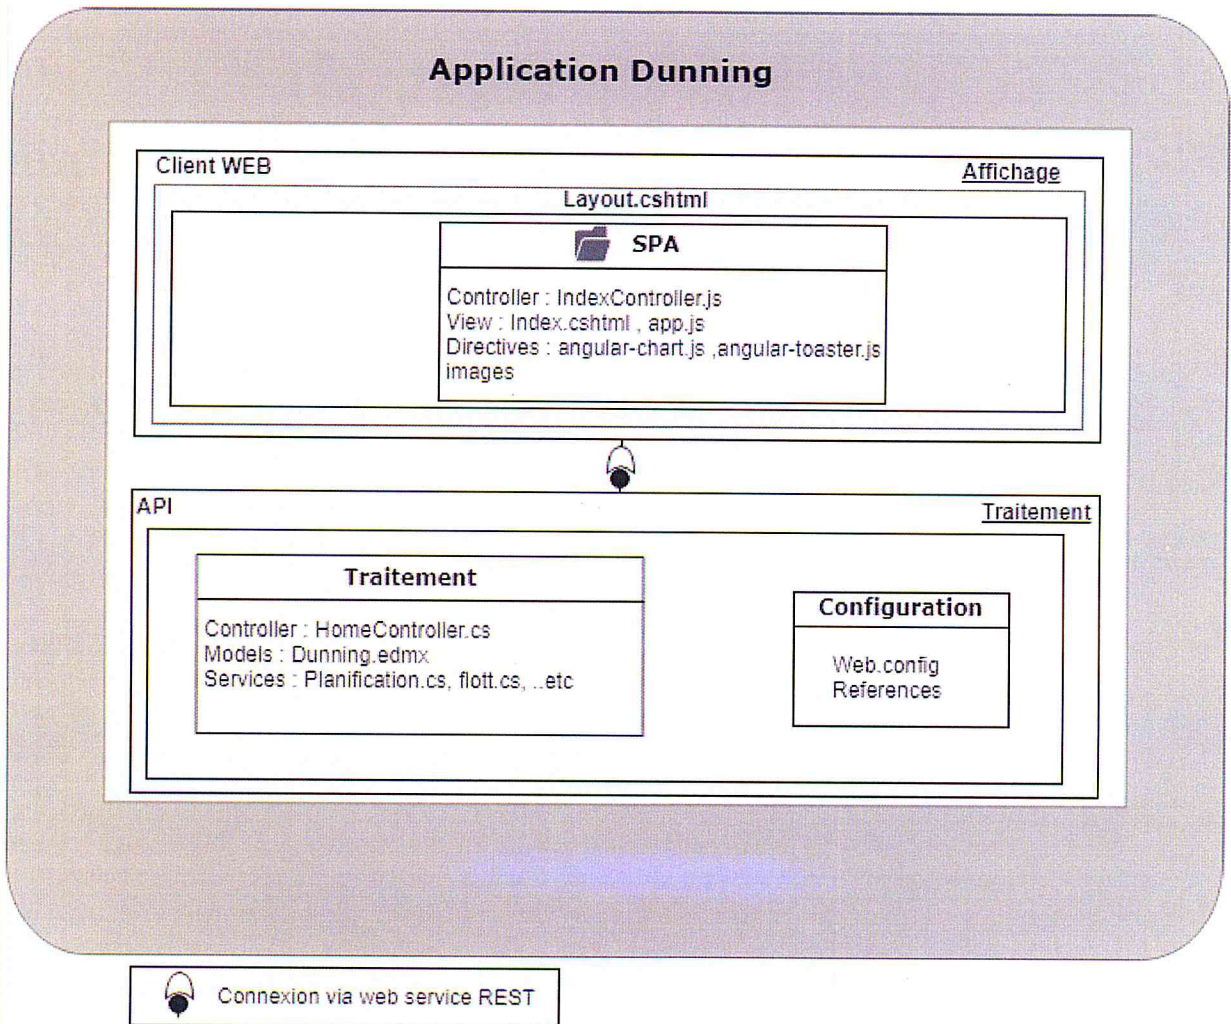 Application Dunning
Client WEB
Affichage
Layout.cshtml
SPA
Controller : IndexController.js
View : Index.cshtml , app.js
Directives : angular-chart.js ,angular-toaster.js
images
API
Traitement
Traitement
Controller : HomeController.cs
Models : Dunning.edmx
Services : Planification.cs, flott.cs, ..etc
Configuration
Web.config
References
Connexion via web service REST